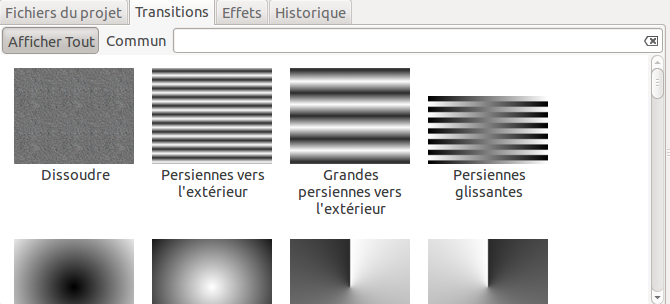 Fichiers du projet Transitions Effets Historique
Afficher Tout Commun
Dissoudre
Persiennes vers
l'extérieur
Grandes
persiennes vers
l'extérieur
Persiennes
glissantes